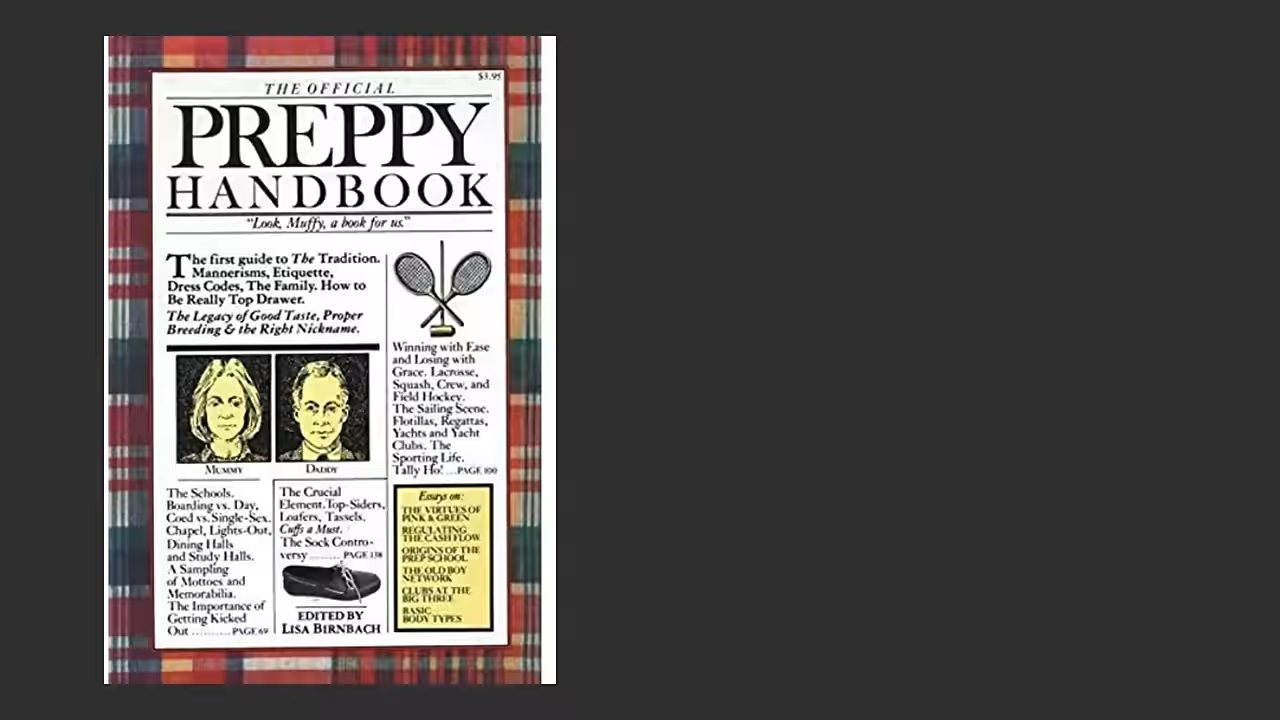 $3.95
THE OFFICIAL
PREPPY
HANDBOOK
"Look, Muffy, a book for us."
The first guide to The Tradition.
Mannerisms, Etiquette,
Dress Codes, The Family. How to
Be Really Top Drawer.
The Legacy of Good Taste, Proper
Breeding & the Right Nickname.
MUMMY
DADDY
Winning with Ease
and Losing with
Grace. Lacrosse,
Squash, Crew, and
Field Hockey.
The Sailing Scene.
Flotillas, Regattas,
Yachts and Yacht
Clubs. The
Sporting Life.
Tally Ho! ...PAGE 100
The Schools.
Boarding vs. Day,
Coed vs. Single-Sex.
Chapel, Lights-Out,
Dining Halls
and Study Halls.
A Sampling
of Mottoes and
Memorabilia.
The Importance of
Getting Kicked
Out ............ PAGE 69
The Crucial
Element. Top-Siders,
Loafers, Tassels.
Cuffs a Must.
The Sock Contro-
versy ......... PAGE 138
EDITED BY
LISA BIRNBACH
Essays on:
THE VIRTUES OF
PINK & GREEN
REGULATING
THE CASH FLOW
ORIGINS OF THE
PREP SCHOOL
THE OLD BOY
NETWORK
CLUBS AT THE
BIG THREE
BASIC
BODY TYPES